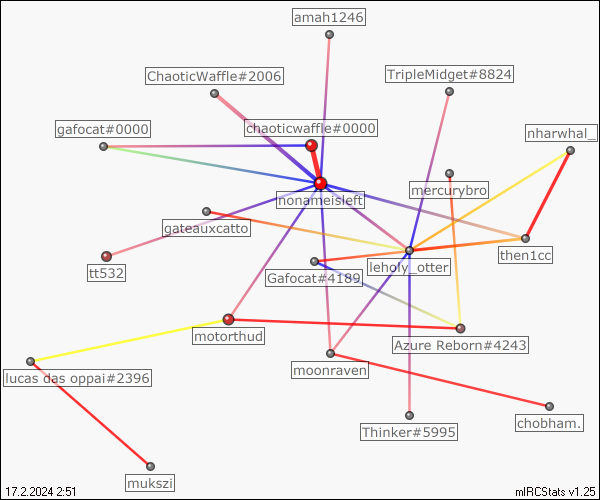 amah1246
ChaoticWaffle#2006
TripleMidget#8824
gafocat#0000
chaoticwaffle#0000
nharwhal_
mercurybro
nonameisleft
gateauxcatto
then1cc
leholy_otter
tt532
Gafocat#4189
motorthud
Azure Reborn#4243
moonraven
lucas das oppai#2396
chobham.
Thinker#5995
mukszi
17.2.2024 2:51
mIRCStats v1.25